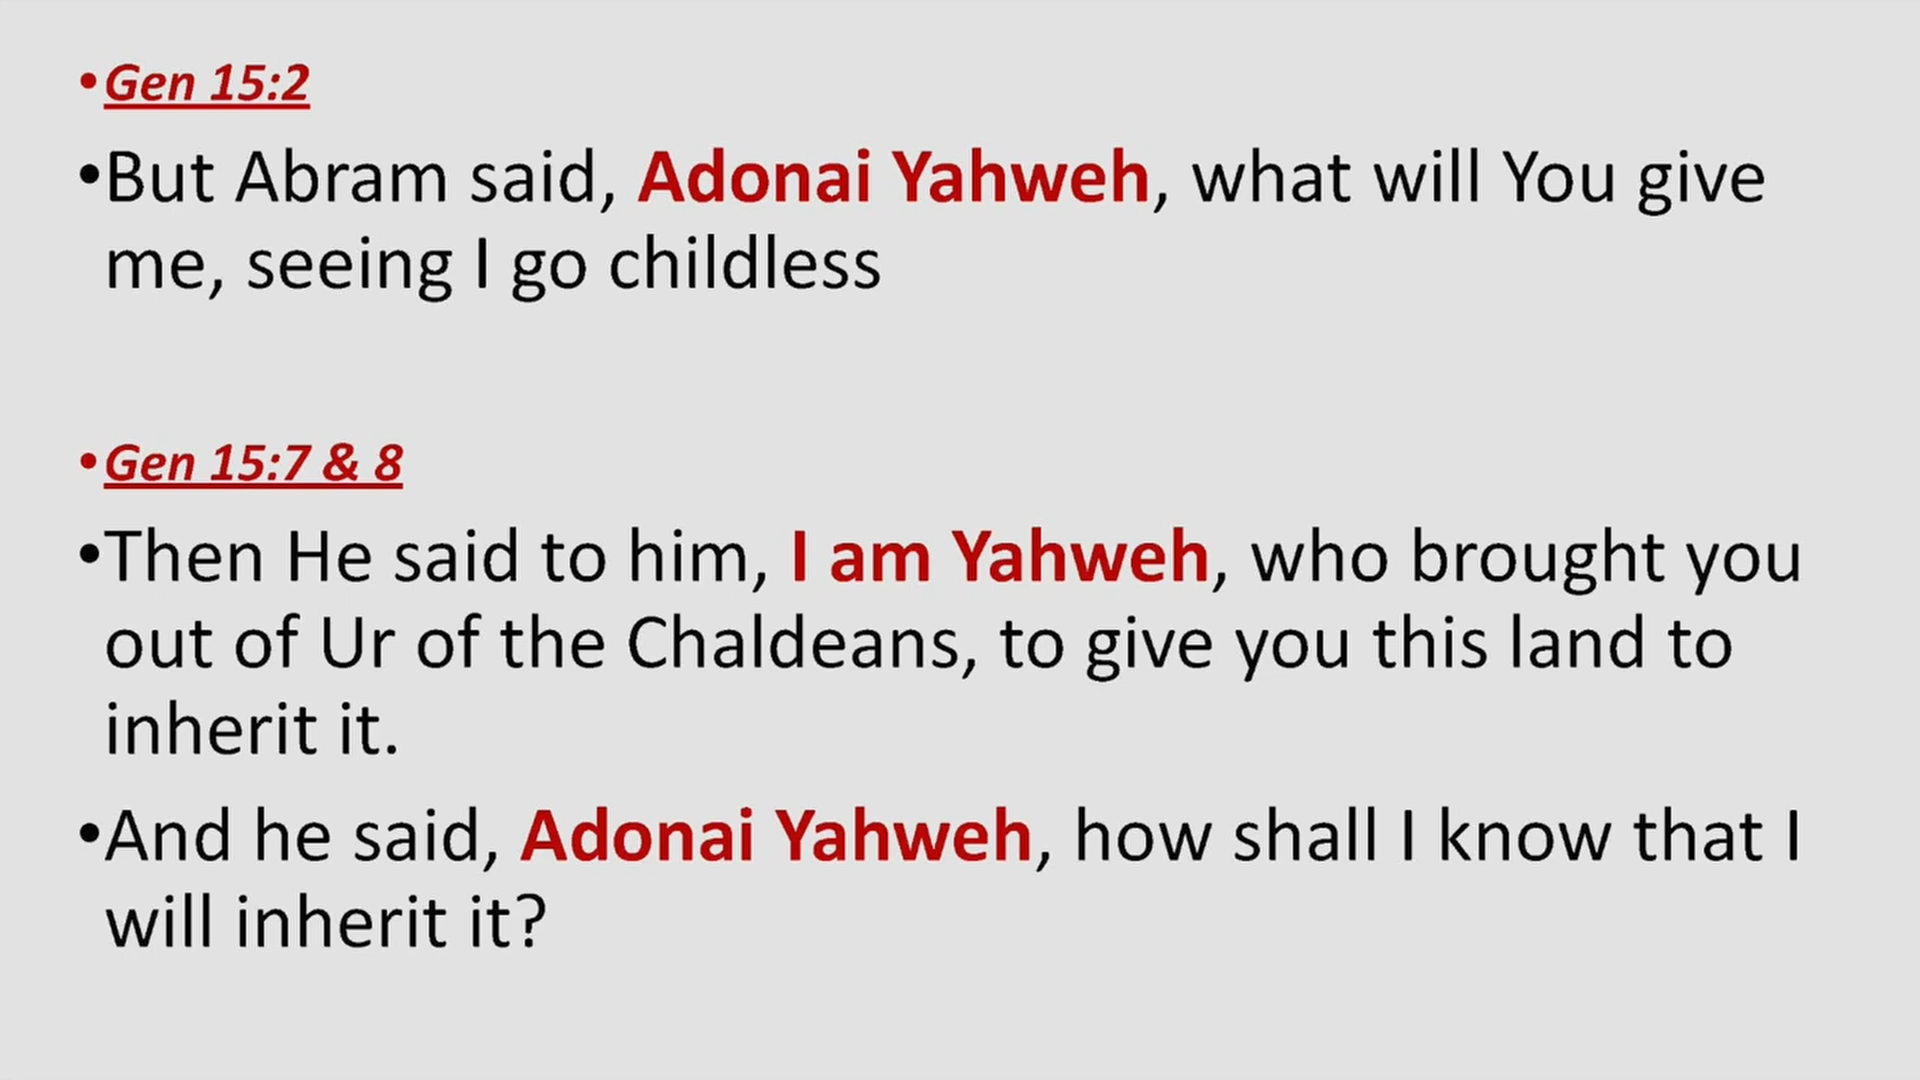 •Gen 15:2
•But Abram said, Adonai Yahweh, what will You give
me, seeing I go childless
•Gen 15:7 & 8
•Then He said to him, I am Yahweh, who brought you
out of Ur of the Chaldeans, to give you this land to
inherit it.
•And he said, Adonai Yahweh, how shall I know that I
will inherit it?